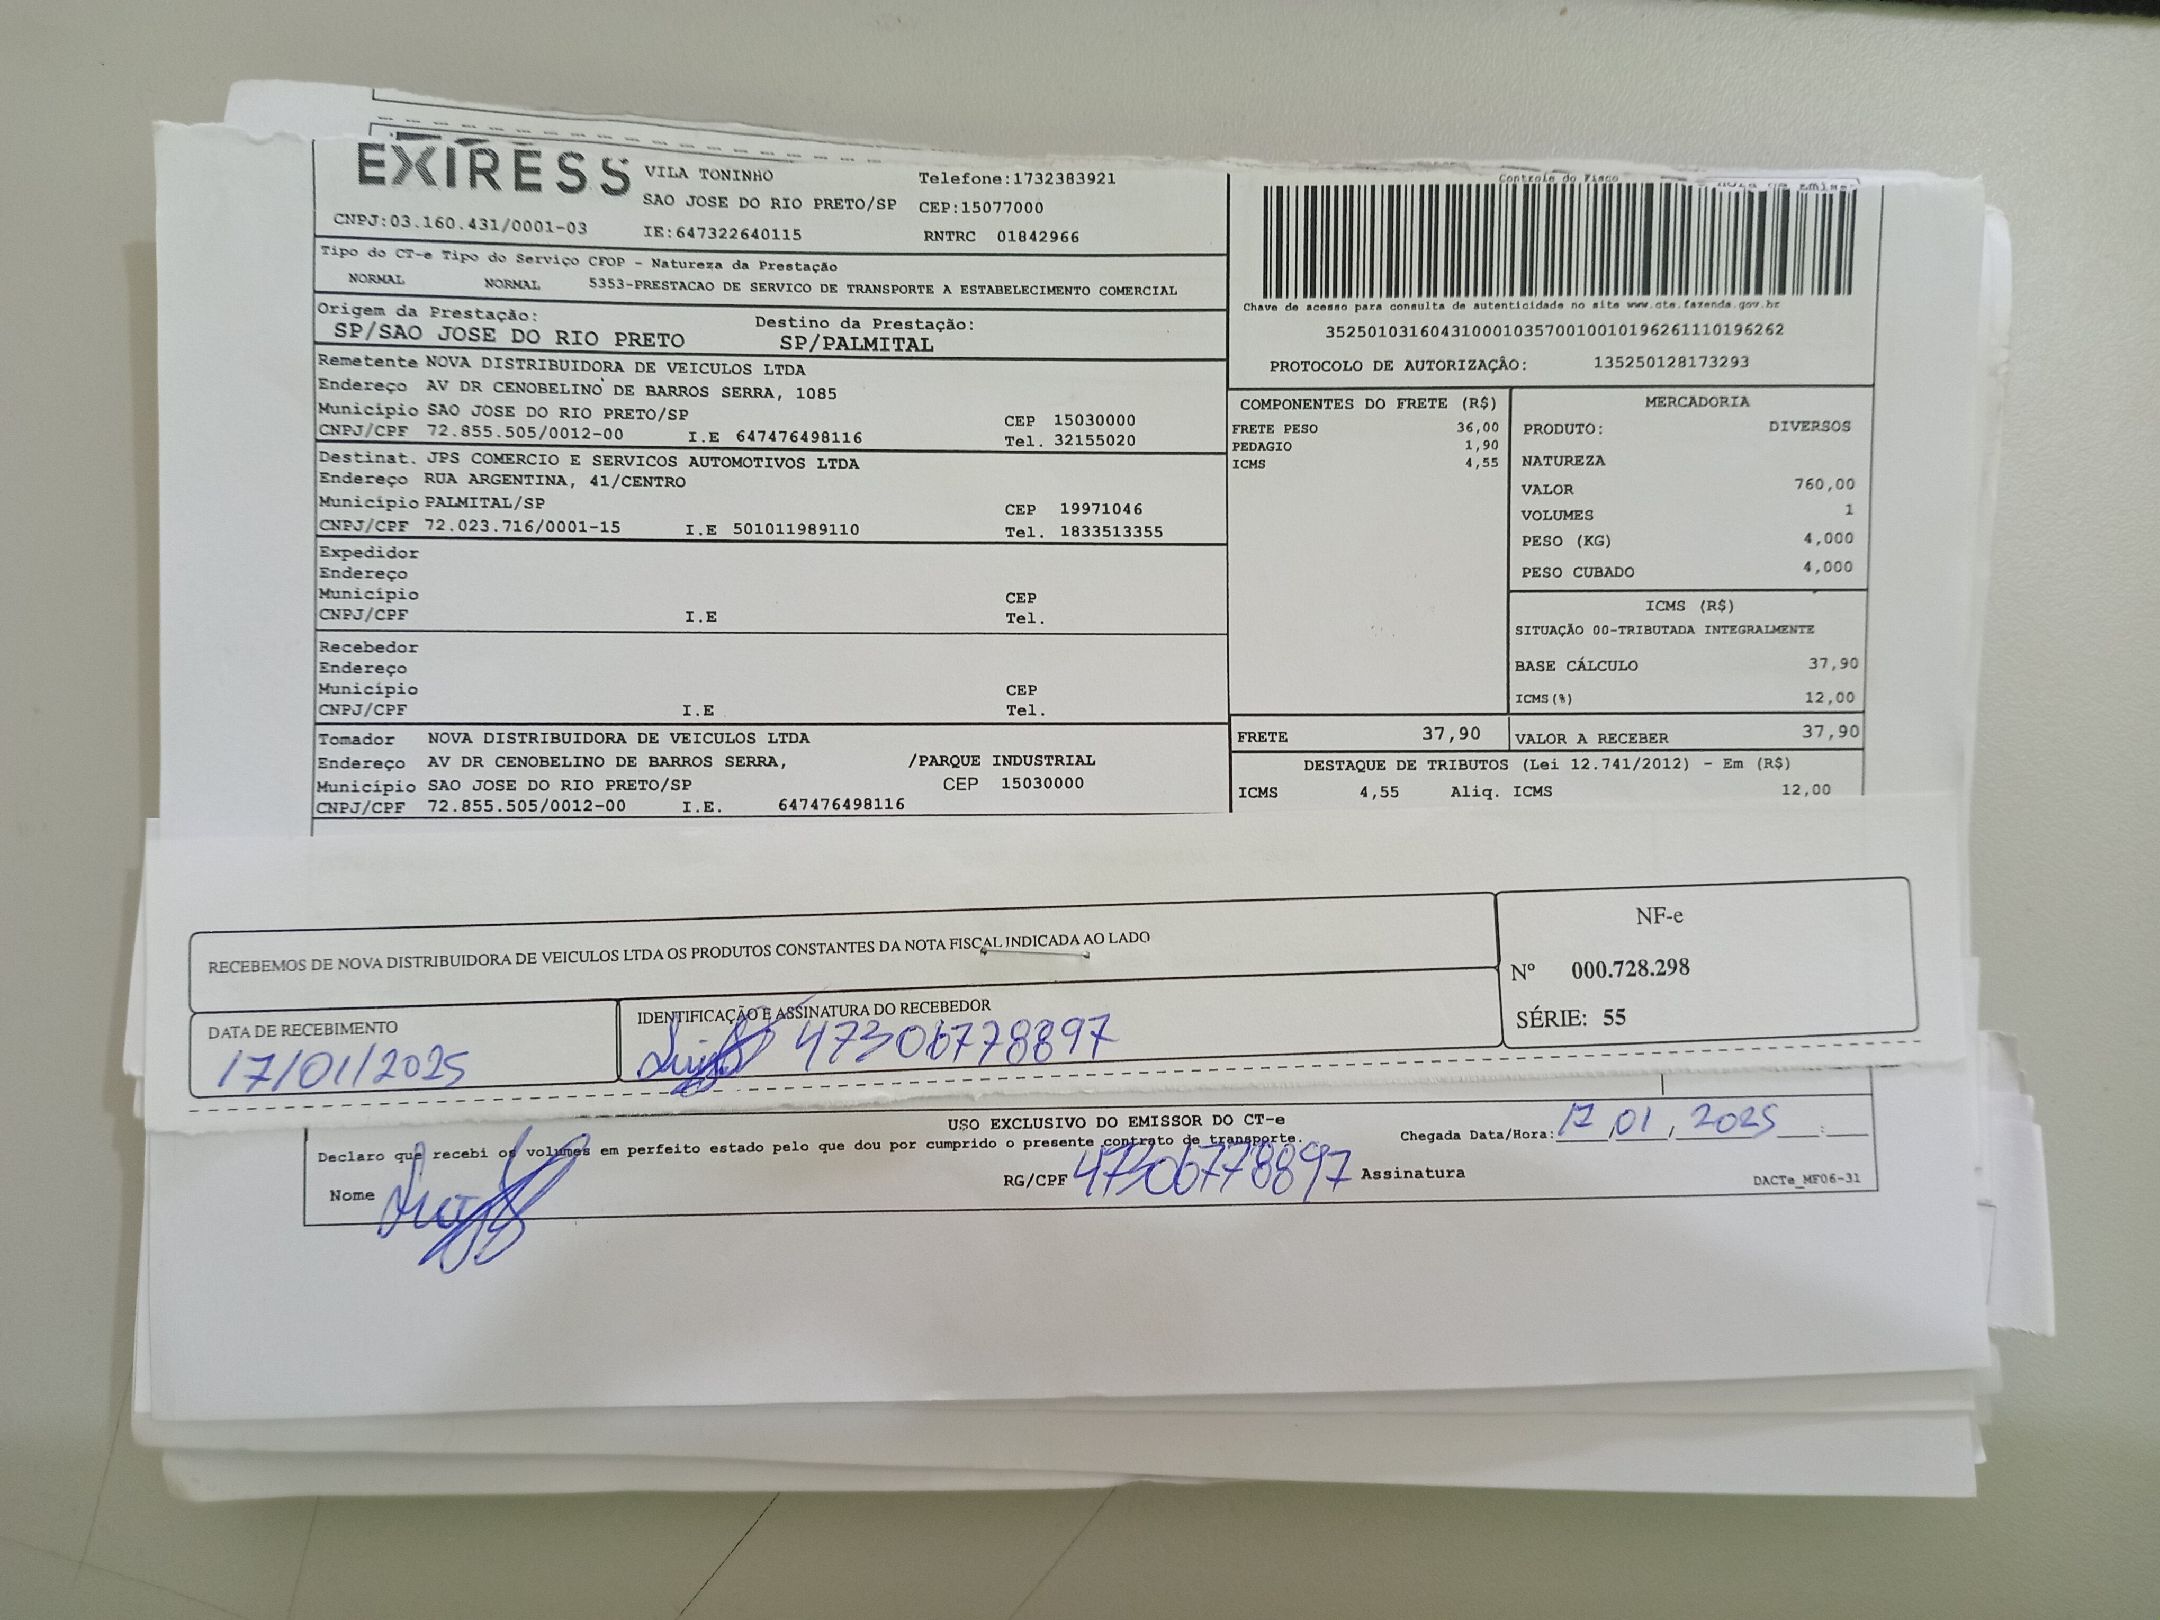 EXPRESS
VILA TONINHO
Telefone:1732383921
SAO JOSE DO RIO PRETO/SP
CEP:15077000
CNPJ:03.160.431/0001-03
IE:647322640115
RNTRC 01842966
Controle do Fisco
Tipo do CT-e Tipo do Serviço CFOP - Natureza da Prestação
NORMAL NORMAL 5353-PRESTACAO DE SERVICO DE TRANSPORTE A ESTABELECIMENTO COMERCIAL
Chave de acesso para consulta de autenticidade no site www.cte.fazenda.gov.br
35250103160431000103570010010196261110196262
PROTOCOLO DE AUTORIZAÇÃO: 135250128173293
Origem da Prestação:
SP/SAO JOSE DO RIO PRETO
Destino da Prestação:
SP/PALMITAL
Remetente NOVA DISTRIBUIDORA DE VEICULOS LTDA
Endereço AV DR CENOBELINO DE BARROS SERRA, 1085
Município SAO JOSE DO RIO PRETO/SP CEP 15030000
CNPJ/CPF 72.855.505/0012-00 I.E 647476498116 Tel. 32155020
Destinat. JPS COMERCIO E SERVICOS AUTOMOTIVOS LTDA
Endereço RUA ARGENTINA, 41/CENTRO
Município PALMITAL/SP CEP 19971046
CNPJ/CPF 72.023.716/0001-15 I.E 501011989110 Tel. 1833513355
Expedidor
Endereço
Município CEP
CNPJ/CPF I.E Tel.
Recebedor
Endereço
Município CEP
CNPJ/CPF I.E Tel.
Tomador NOVA DISTRIBUIDORA DE VEICULOS LTDA
Endereço AV DR CENOBELINO DE BARROS SERRA, /PARQUE INDUSTRIAL
Município SAO JOSE DO RIO PRETO/SP CEP 15030000
CNPJ/CPF 72.855.505/0012-00 I.E. 647476498116
COMPONENTES DO FRETE (R$)
FRETE PESO 36,00
PEDAGIO 1,90
ICMS 4,55
MERCADORIA
PRODUTO: DIVERSOS
NATUREZA
VALOR 760,00
VOLUMES 1
PESO (KG) 4,000
PESO CUBADO 4,000
ICMS (R$)
SITUAÇÃO 00-TRIBUTADA INTEGRALMENTE
BASE CÁLCULO 37,90
ICMS(%) 12,00
FRETE 37,90 VALOR A RECEBER 37,90
DESTAQUE DE TRIBUTOS (Lei 12.741/2012) - Em (R$)
ICMS 4,55 Aliq. ICMS 12,00
RECEBEMOS DE NOVA DISTRIBUIDORA DE VEICULOS LTDA OS PRODUTOS CONSTANTES DA NOTA FISCAL INDICADA AO LADO
NF-e
Nº 000.728.298
SÉRIE: 55
DATA DE RECEBIMENTO
17/01/2025
IDENTIFICAÇÃO E ASSINATURA DO RECEBEDOR
47306778897
USO EXCLUSIVO DO EMISSOR DO CT-e
Declaro que recebi os volumes em perfeito estado pelo que dou por cumprido o presente contrato de transporte.
Chegada Data/Hora: 17/01/2025 __:__
Nome
RG/CPF 47306778897 Assinatura
DACTe_MF06-31